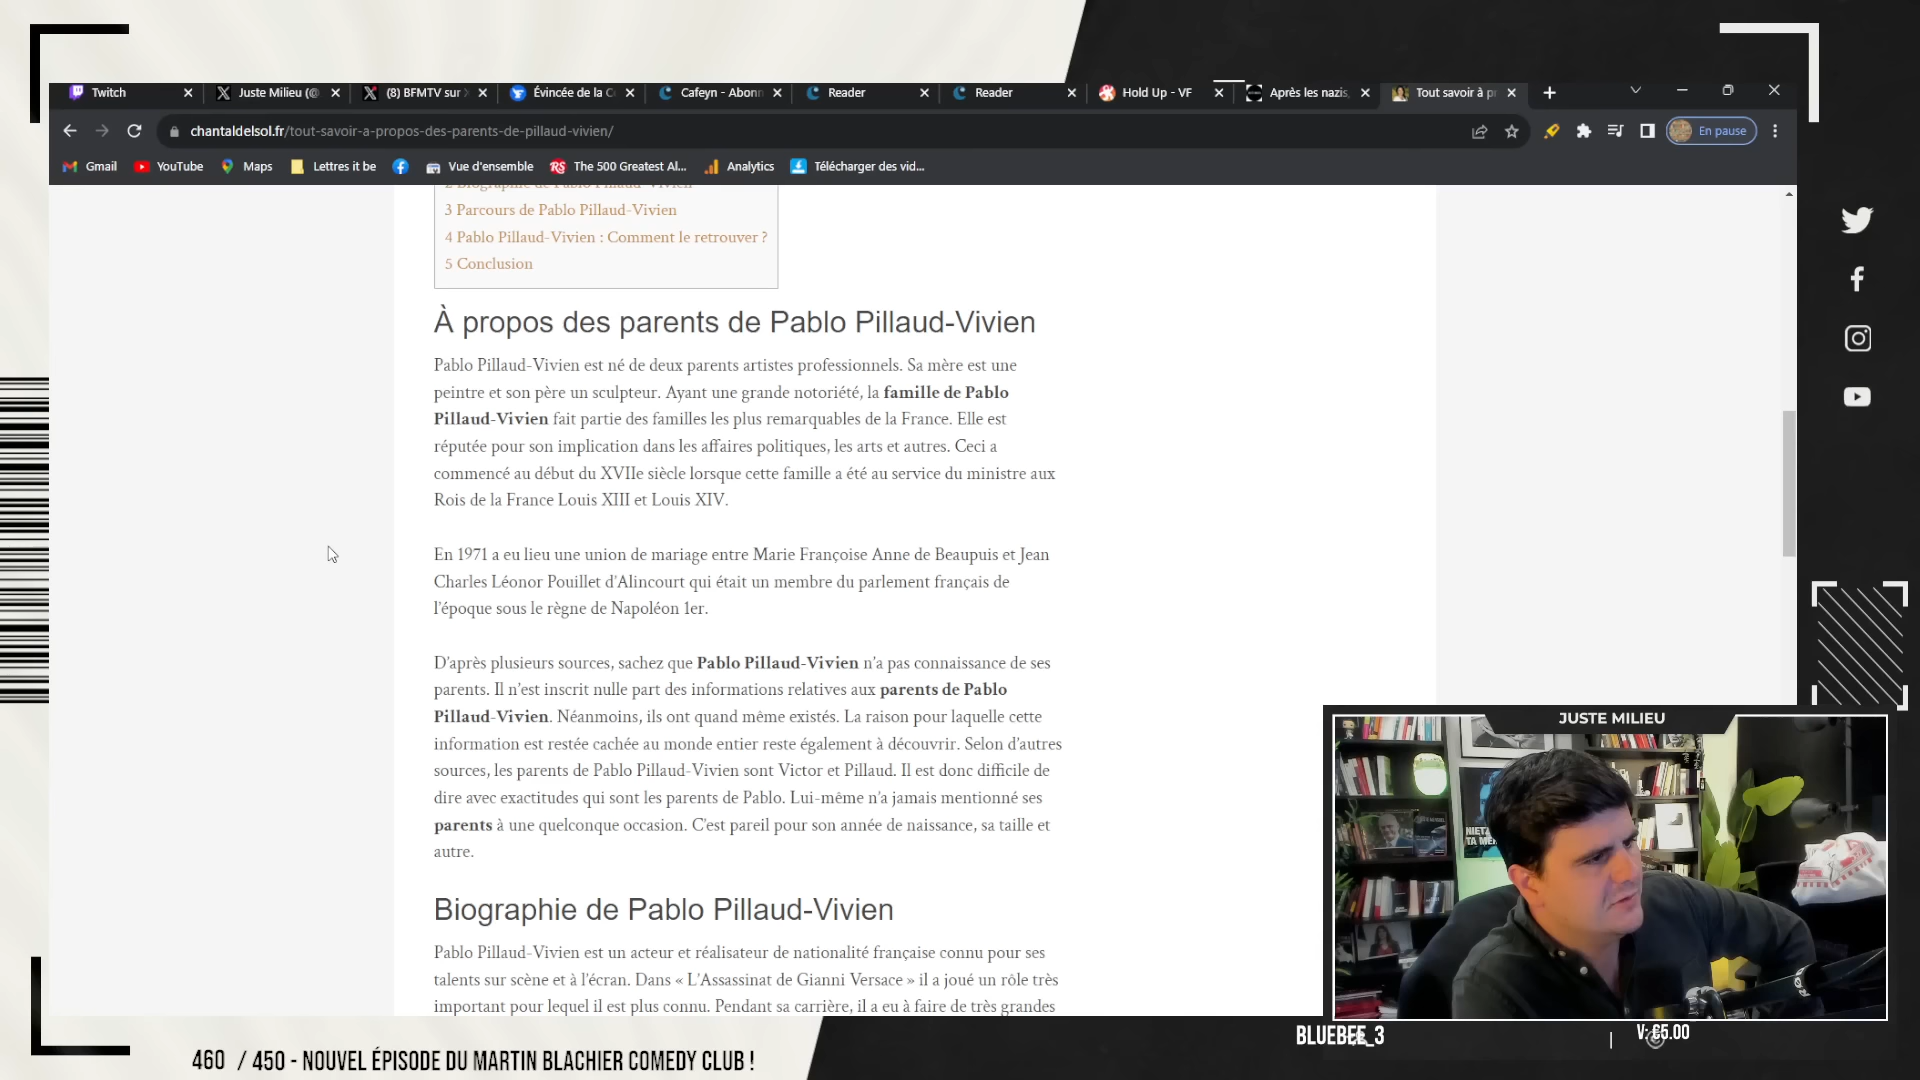 Twitch
Juste Milieu (@
(8) BFMTV sur X
Évincée de la C
Cafeyn - Abonn
Reader
Reader
Hold Up - VF
Après les nazis,
Tout savoir à pr
chantaldelsol.fr/tout-savoir-a-propos-des-parents-de-pillaud-vivien/
En pause
Gmail
YouTube
Maps
Lettres it be
Vue d'ensemble
The 500 Greatest Al...
Analytics
Télécharger des vid...
2 Biographie de Pablo Pillaud-Vivien
3 Parcours de Pablo Pillaud-Vivien
4 Pablo Pillaud-Vivien : Comment le retrouver ?
5 Conclusion
À propos des parents de Pablo Pillaud-Vivien
Pablo Pillaud-Vivien est né de deux parents artistes professionnels. Sa mère est une
peintre et son père un sculpteur. Ayant une grande notoriété, la famille de Pablo
Pillaud-Vivien fait partie des familles les plus remarquables de la France. Elle est
réputée pour son implication dans les affaires politiques, les arts et autres. Ceci a
commencé au début du XVIIe siècle lorsque cette famille a été au service du ministre aux
Rois de la France Louis XIII et Louis XIV.
En 1971 a eu lieu une union de mariage entre Marie Françoise Anne de Beaupuis et Jean
Charles Léonor Pouillet d'Alincourt qui était un membre du parlement français de
l'époque sous le règne de Napoléon 1er.
D'après plusieurs sources, sachez que Pablo Pillaud-Vivien n'a pas connaissance de ses
parents. Il n'est inscrit nulle part des informations relatives aux parents de Pablo
Pillaud-Vivien. Néanmoins, ils ont quand même existés. La raison pour laquelle cette
information est restée cachée au monde entier reste également à découvrir. Selon d'autres
sources, les parents de Pablo Pillaud-Vivien sont Victor et Pillaud. Il est donc difficile de
dire avec exactitudes qui sont les parents de Pablo. Lui-même n'a jamais mentionné ses
parents à une quelconque occasion. C'est pareil pour son année de naissance, sa taille et
autre.
Biographie de Pablo Pillaud-Vivien
Pablo Pillaud-Vivien est un acteur et réalisateur de nationalité française connu pour ses
talents sur scène et à l'écran. Dans « L'Assassinat de Gianni Versace » il a joué un rôle très
important pour lequel il est plus connu. Pendant sa carrière, il a eu à faire de très grandes
JUSTE MILIEU
BLUEBEE_3
460 / 450 - NOUVEL ÉPISODE DU MARTIN BLACHIER COMEDY CLUB !